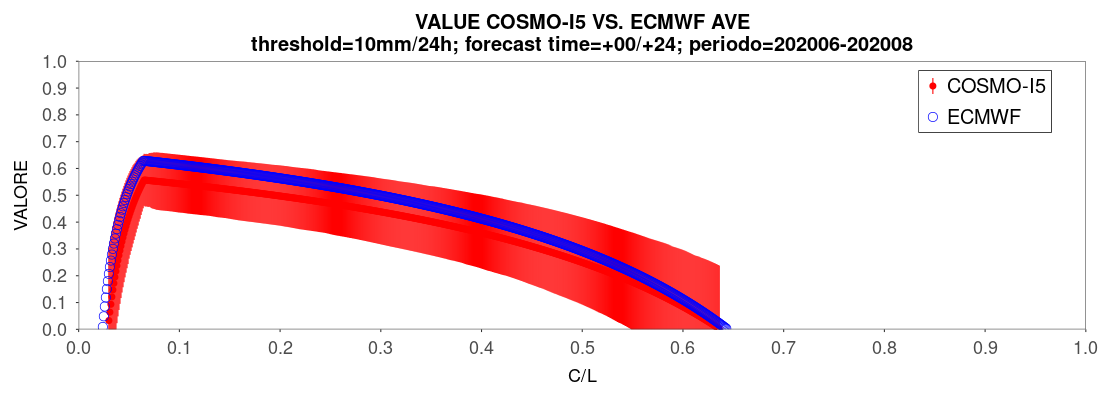 VALUE COSMO-I5 VS. ECMWF AVE
threshold=10mm/24h; forecast time=+00/+24; periodo=202006-202008
1.0
0.9
0.8
0.7
0.6
0.5
0.4
0.3
0.2
0.1
0.0
VALORE
COSMO-I5
ECMWF
0.0 0.1 0.2 0.3 0.4 0.5 0.6 0.7 0.8 0.9 1.0
C/L